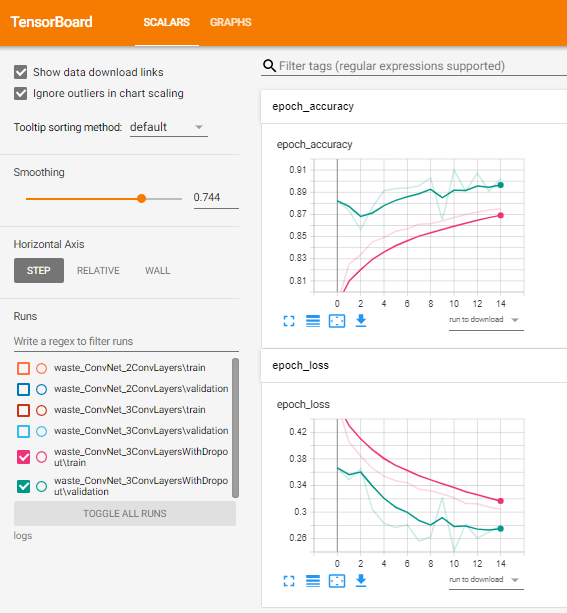 TensorBoard SCALARS GRAPHS
Show data download links
Ignore outliers in chart scaling
Tooltip sorting method: default
Smoothing
0.744
Horizontal Axis
STEP RELATIVE WALL
Runs
Write a regex to filter runs
waste_ConvNet_2ConvLayers\train
waste_ConvNet_2ConvLayers\validation
waste_ConvNet_3ConvLayers\train
waste_ConvNet_3ConvLayers\validation
waste_ConvNet_3ConvLayersWithDropo
ut\train
waste_ConvNet_3ConvLayersWithDropo
ut\validation
TOGGLE ALL RUNS
logs
Filter tags (regular expressions supported)
epoch_accuracy
epoch_accuracy
0.91
0.89
0.87
0.85
0.83
0.81
0 2 4 6 8 10 12 14
run to download
epoch_loss
epoch_loss
0.42
0.38
0.34
0.3
0.26
0 2 4 6 8 10 12 14
run to download